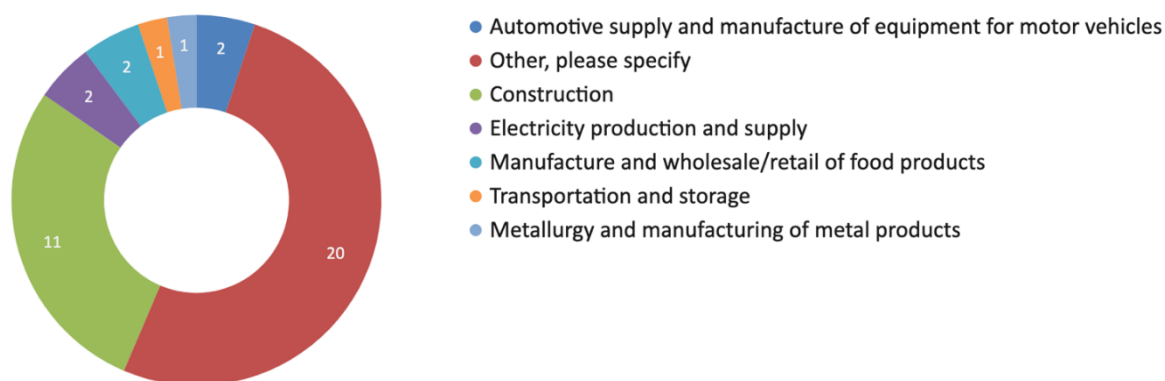 1
1
2
2
2
11
20
Automotive supply and manufacture of equipment for motor vehicles
Other, please specify
Construction
Electricity production and supply
Manufacture and wholesale/retail of food products
Transportation and storage
Metallurgy and manufacturing of metal products